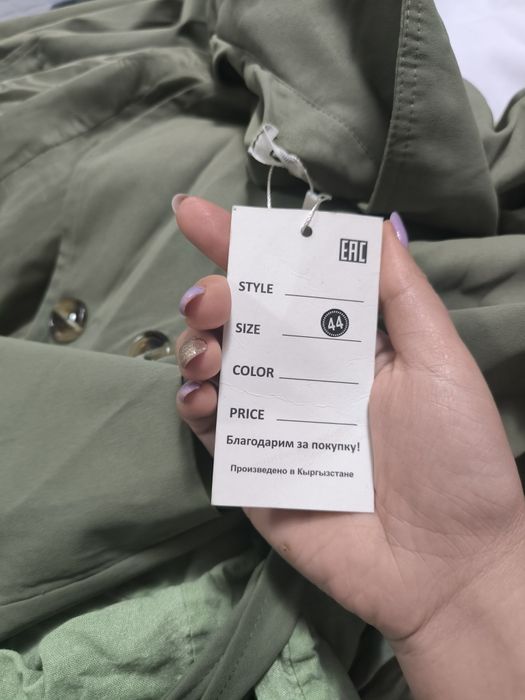 EAC
STYLE
SIZE 44
COLOR
PRICE
Благодарим за покупку!
Произведено в Кыргызстане